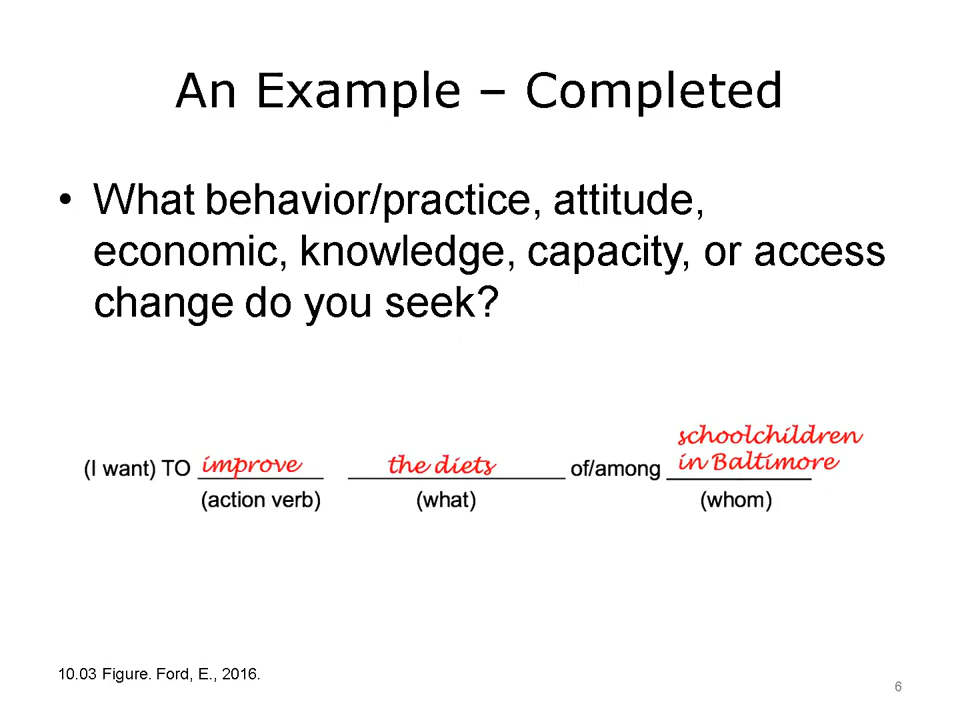 An Example – Completed
• What behavior/practice, attitude,
economic, knowledge, capacity, or access
change do you seek?
schoolchildren
(I want) TO improve the diets of/among in Baltimore
(action verb) (what) (whom)
10.03 Figure. Ford, E., 2016.
6